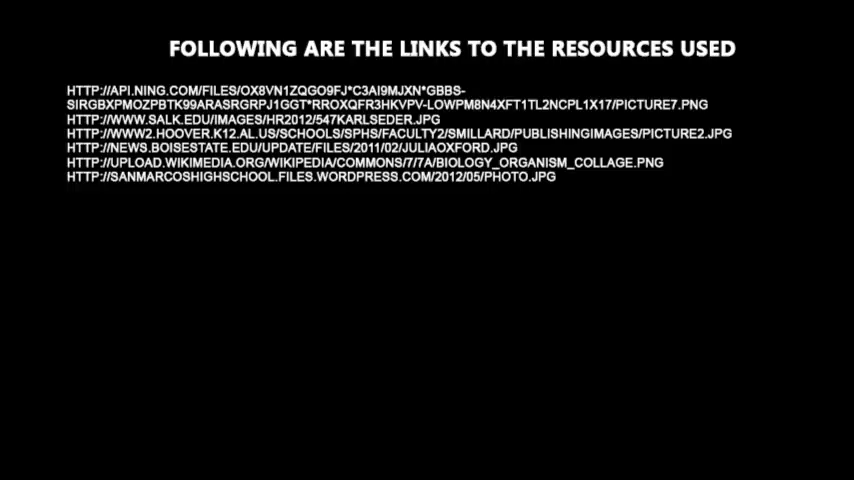 FOLLOWING ARE THE LINKS TO THE RESOURCES USED
HTTP://API.NING.COM/FILES/OX8VN1ZQGO9FJ*C3AI9MJXN*GBBS-
SIRGBXPMOZPBTK99ARASRGRPJ1GGT*RROXQFR3HKVPV-LOWPM8N4XFT1TL2NCPL1X17/PICTURE7.PNG
HTTP://WWW.SALK.EDU/IMAGES/HR2012/547KARLSEDER.JPG
HTTP://WWW2.HOOVER.K12.AL.US/SCHOOLS/SPHS/FACULTY2/SMILLARD/PUBLISHINGIMAGES/PICTURE2.JPG
HTTP://NEWS.BOISESTATE.EDU/UPDATE/FILES/2011/02/JULIAOXFORD.JPG
HTTP://UPLOAD.WIKIMEDIA.ORG/WIKIPEDIA/COMMONS/7/7A/BIOLOGY_ORGANISM_COLLAGE.PNG
HTTP://SANMARCOSHIGHSCHOOL.FILES.WORDPRESS.COM/2012/05/PHOTO.JPG